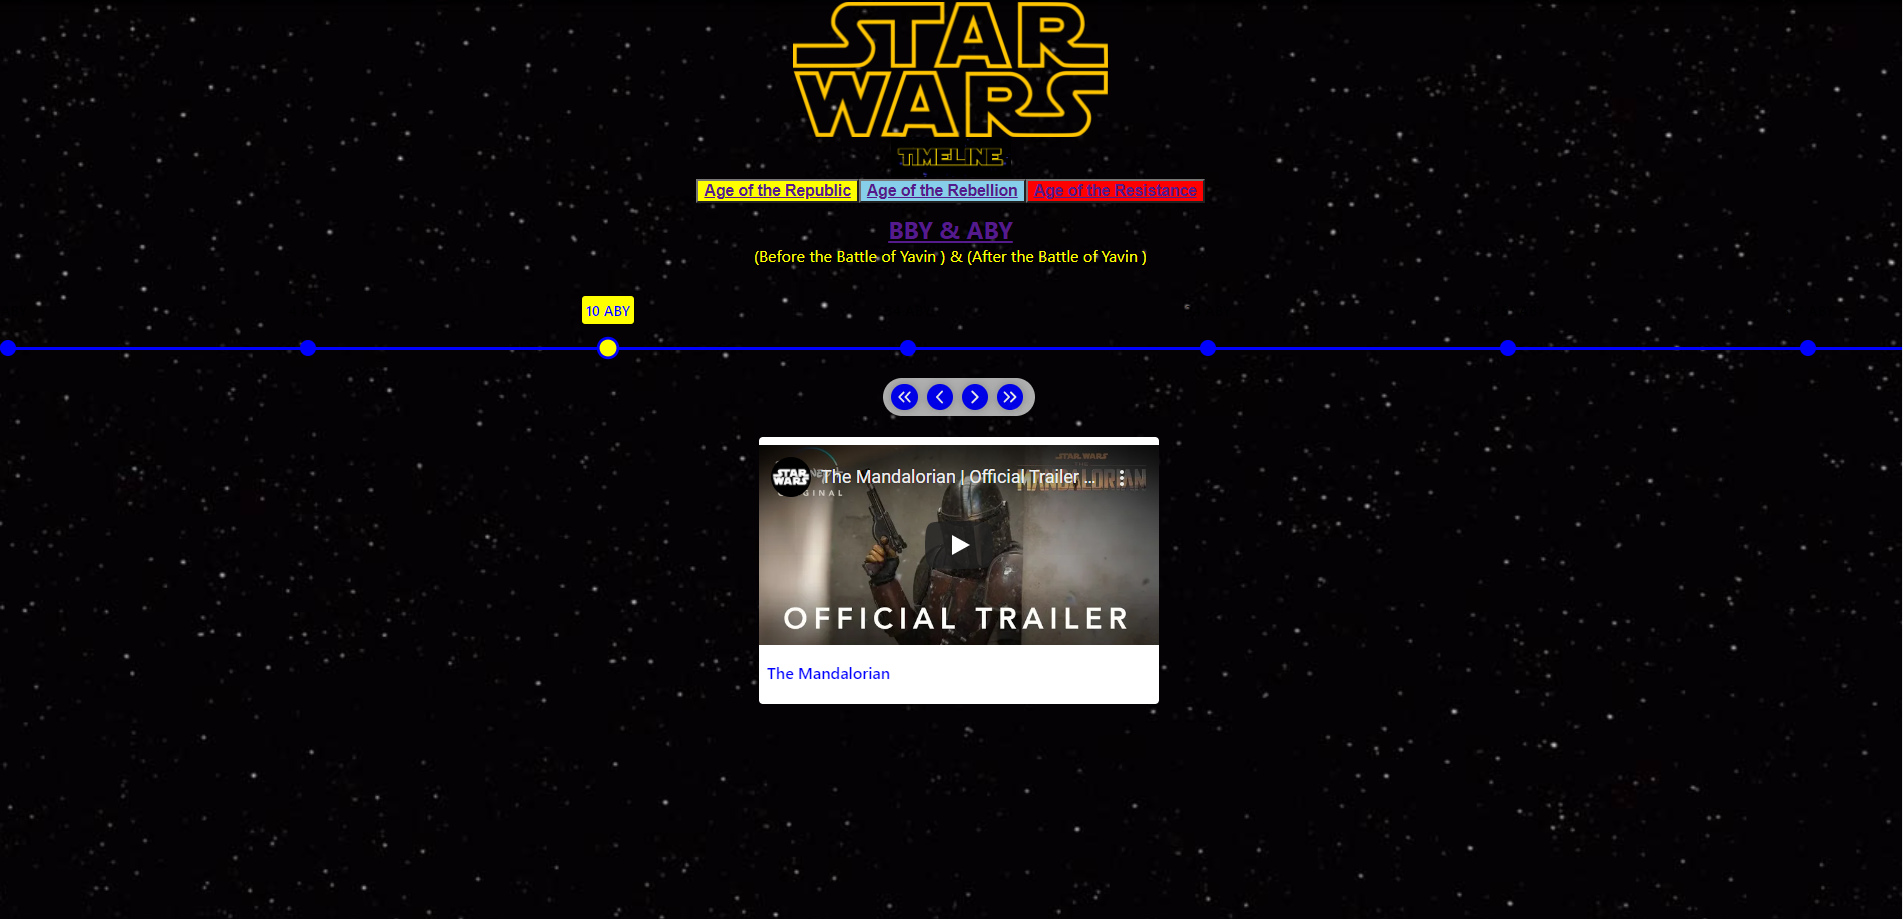 STAR
WARS
TIMELINE
Age of the Republic Age of the Rebellion Age of the Resistance
BBY & ABY
(Before the Battle of Yavin ) & (After the Battle of Yavin )
10 ABY
STAR WARS
THE
MANDALORIAN
STAR
WARS
The Mandalorian | Official Trailer ...
OFFICIAL TRAILER
The Mandalorian